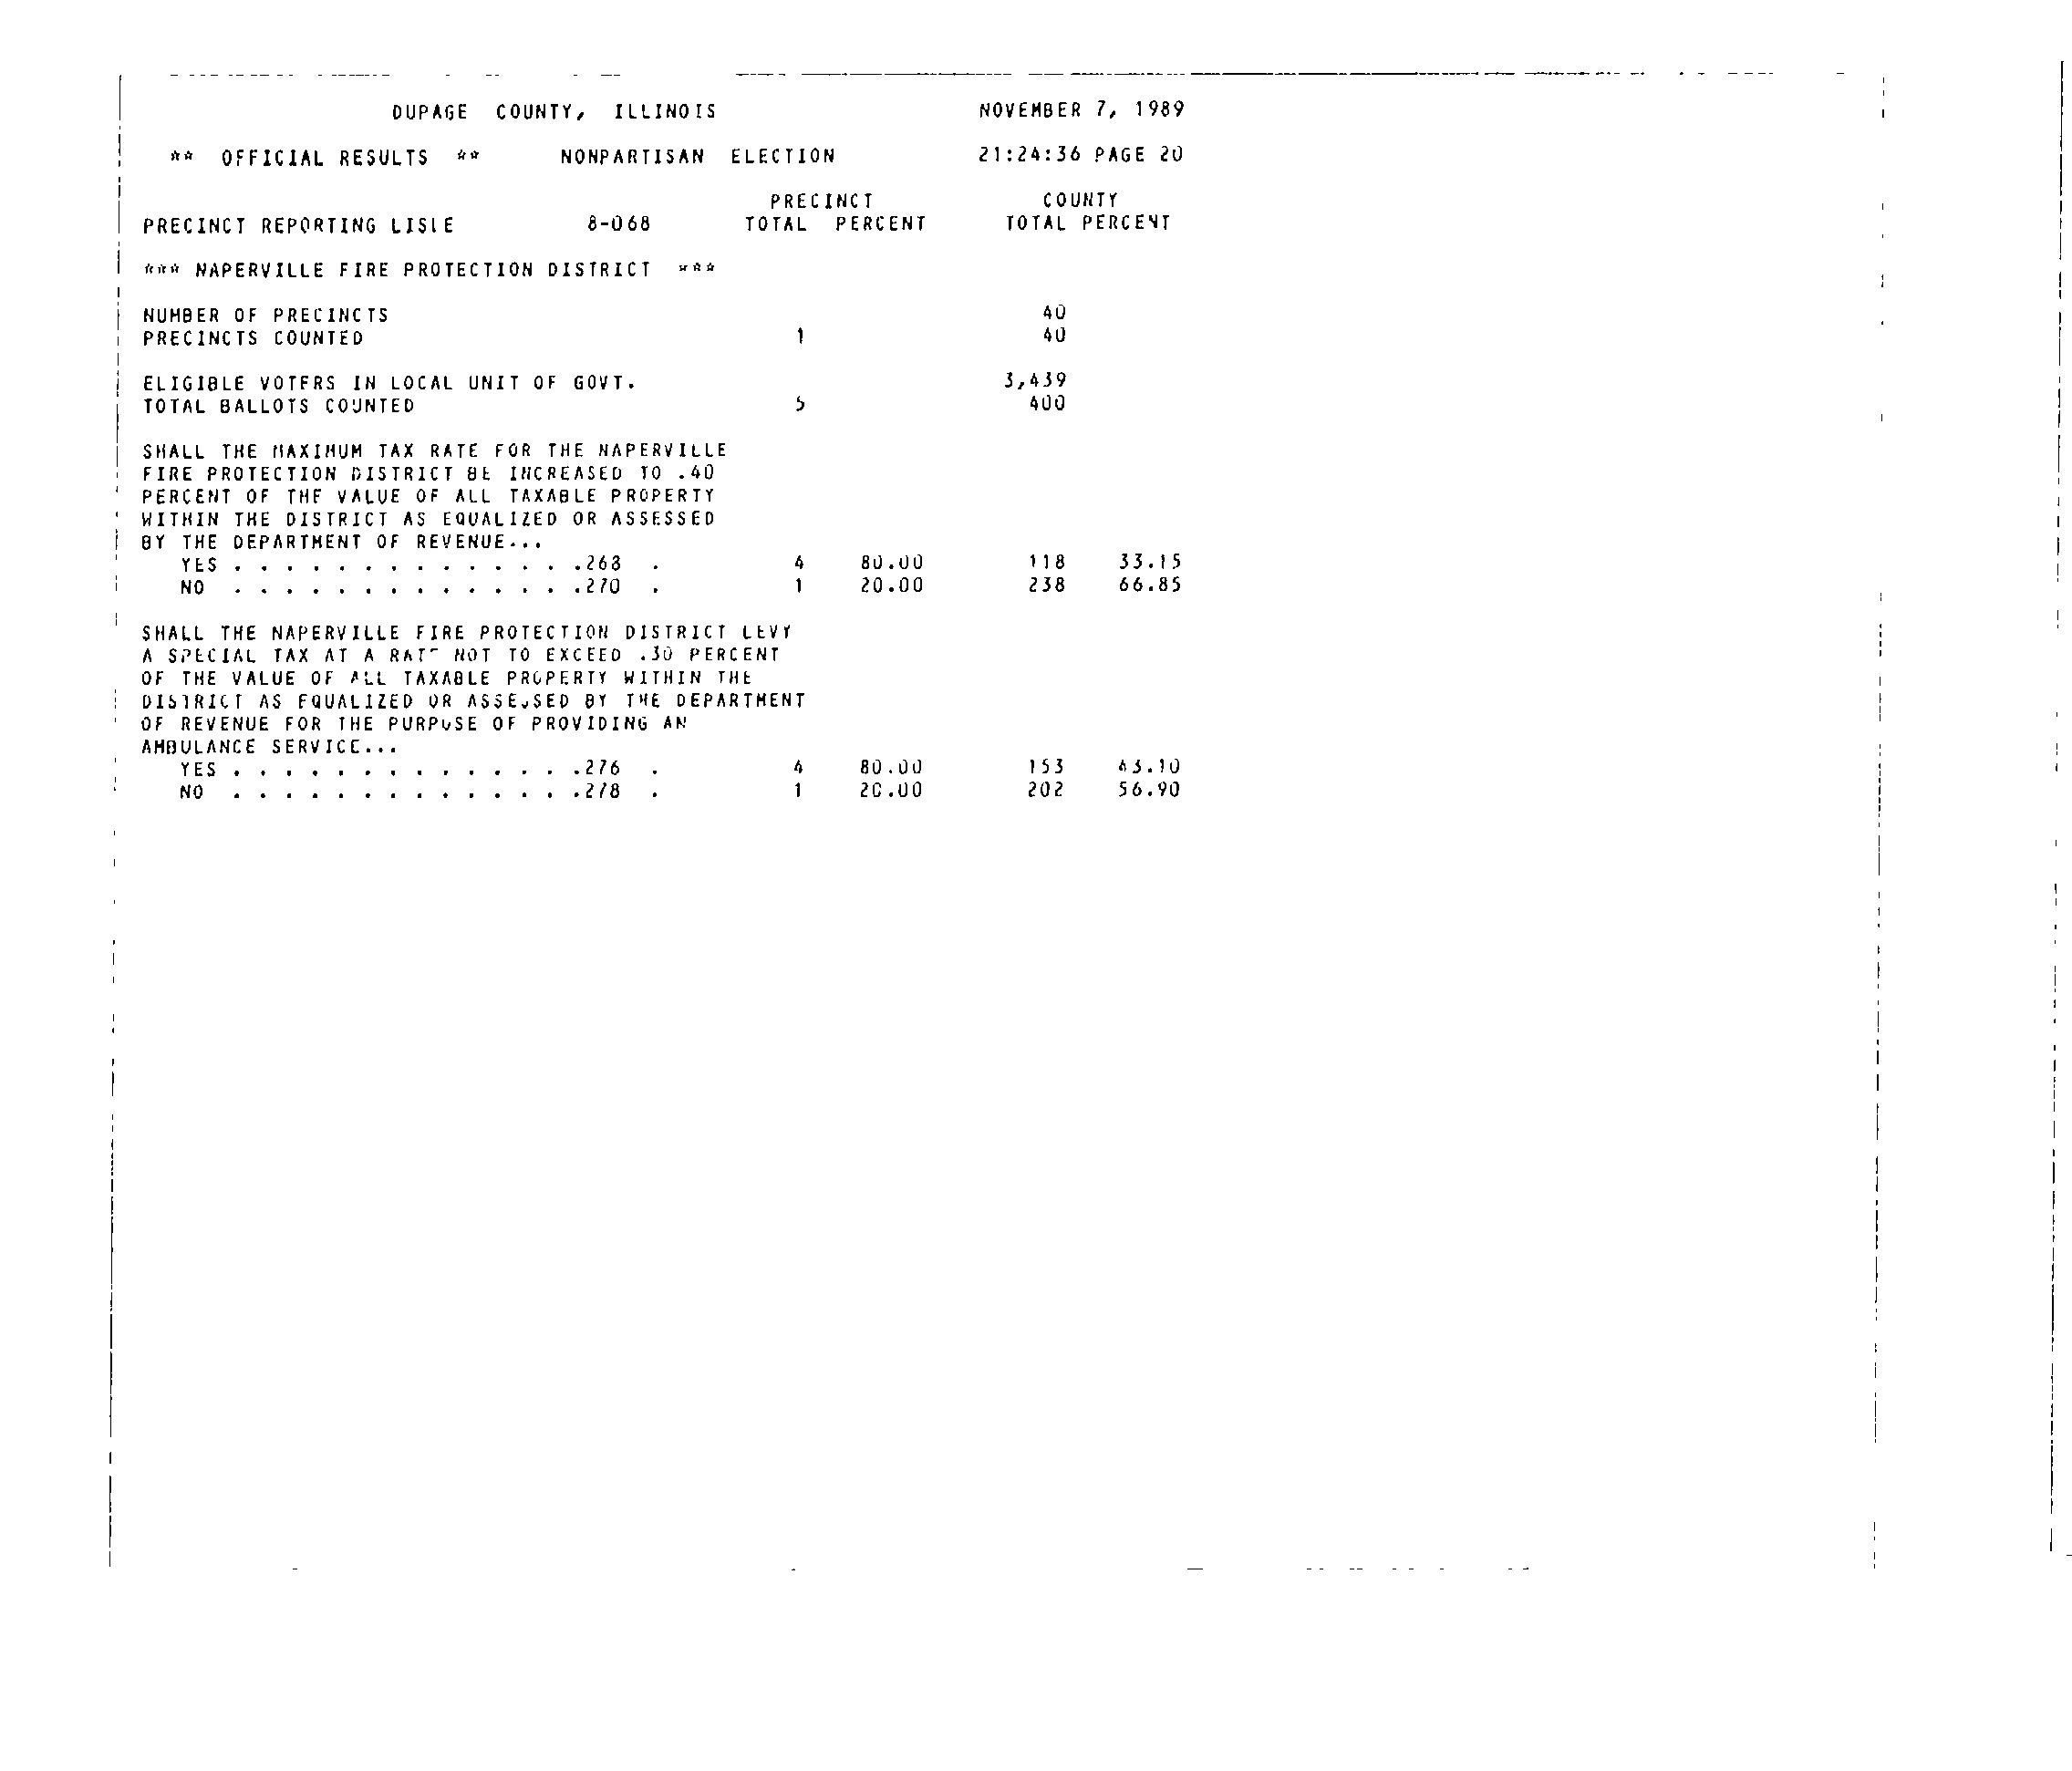 DUPAGE COUNTY, ILLINOIS NOVEMBER 7, 1989
** OFFICIAL RESULTS ** NONPARTISAN ELECTION 21:24:36 PAGE 20
PRECINCT COUNTY
PRECINCT REPORTING LISLE 8-068 TOTAL PERCENT TOTAL PERCENT
*** NAPERVILLE FIRE PROTECTION DISTRICT ***
NUMBER OF PRECINCTS 40
PRECINCTS COUNTED 1 40
ELIGIBLE VOTERS IN LOCAL UNIT OF GOVT. 3,439
TOTAL BALLOTS COUNTED 5 400
SHALL THE MAXIMUM TAX RATE FOR THE NAPERVILLE
FIRE PROTECTION DISTRICT BE INCREASED TO .40
PERCENT OF THE VALUE OF ALL TAXABLE PROPERTY
WITHIN THE DISTRICT AS EQUALIZED OR ASSESSED
BY THE DEPARTMENT OF REVENUE...
YES . . . . . . . . . . . . . .268 . 4 80.00 118 33.15
NO . . . . . . . . . . . . . .270 . 1 20.00 238 66.85
SHALL THE NAPERVILLE FIRE PROTECTION DISTRICT LEVY
A SPECIAL TAX AT A RATE NOT TO EXCEED .30 PERCENT
OF THE VALUE OF ALL TAXABLE PROPERTY WITHIN THE
DISTRICT AS EQUALIZED OR ASSESSED BY THE DEPARTMENT
OF REVENUE FOR THE PURPOSE OF PROVIDING AN
AMBULANCE SERVICE...
YES . . . . . . . . . . . . . .276 . 4 80.00 153 43.10
NO . . . . . . . . . . . . . .278 . 1 20.00 202 56.90